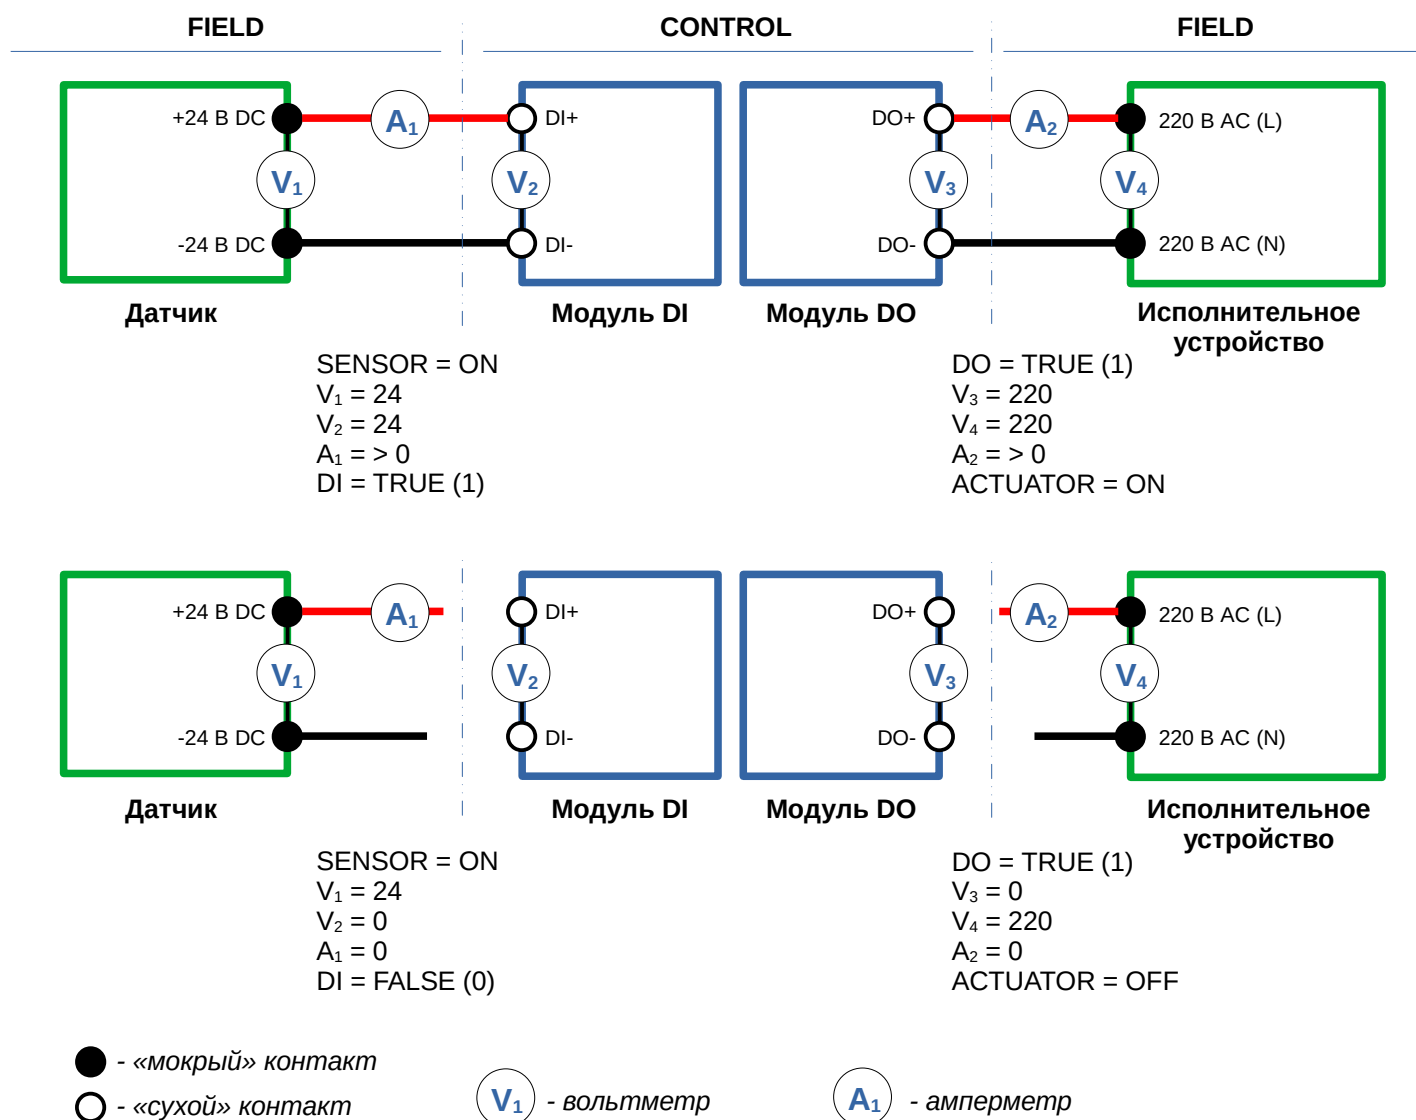 FIELD
CONTROL
FIELD
+24 В DC
A1
DI+
DO+
A2
220 В AC (L)
V1
V2
V3
V4
-24 В DC
DI-
DO-
220 В AC (N)
Датчик
Модуль DI
Модуль DO
Исполнительное
устройство
SENSOR = ON
V1 = 24
V2 = 24
A1 = > 0
DI = TRUE (1)
DO = TRUE (1)
V3 = 220
V4 = 220
A2 = > 0
ACTUATOR = ON
+24 В DC
A1
DI+
DO+
A2
220 В AC (L)
V1
V2
V3
V4
-24 В DC
DI-
DO-
220 В AC (N)
Датчик
Модуль DI
Модуль DO
Исполнительное
устройство
SENSOR = ON
V1 = 24
V2 = 0
A1 = 0
DI = FALSE (0)
DO = TRUE (1)
V3 = 0
V4 = 220
A2 = 0
ACTUATOR = OFF
- «мокрый» контакт
- «сухой» контакт
V1 - вольтметр
A1 - амперметр